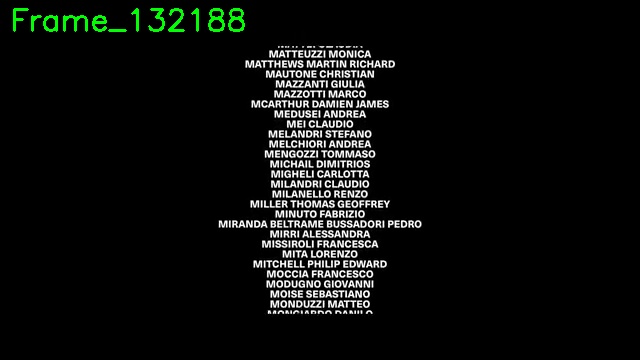 Frame_132188
MATTEUZZI MONICA
MATTHEWS MARTIN RICHARD
MAUTONE CHRISTIAN
MAZZANTI GIULIA
MAZZOTTI MARCO
MCARTHUR DAMIEN JAMES
MEDUSEI ANDREA
MEI CLAUDIO
MELANDRI STEFANO
MELCHIORI ANDREA
MENGOZZI TOMMASO
MICHAIL DIMITRIOS
MIGHELI CARLOTTA
MILANDRI CLAUDIO
MILANELLO RENZO
MILLER THOMAS GEOFFREY
MINUTO FABRIZIO
MIRANDA BELTRAME BUSSADORI PEDRO
MIRRI ALESSANDRA
MISSIROLI FRANCESCA
MITA LORENZO
MITCHELL PHILIP EDWARD
MOCCIA FRANCESCO
MODUGNO GIOVANNI
MOISE SEBASTIANO
MONDUZZI MATTEO
MONGIARDO DANILO